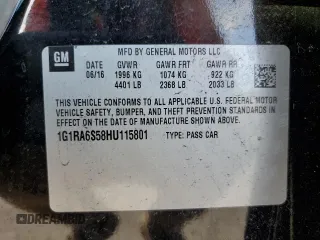 GM
MFD BY GENERAL MOTORS LLC
DATE GVWR GAWR FRT GAWR RR
06/16 1996 KG 1074 KG 922 KG
4401 LB 2368 LB 2033 LB
THIS VEHICLE CONFORMS TO ALL APPLICABLE U.S. FEDERAL MOTOR
VEHICLE SAFETY, BUMPER, AND THEFT PREVENTION STANDARDS IN
EFFECT ON THE DATE OF MANUFACTURE SHOWN ABOVE.
1G1RA6S58HU115801 TYPE: PASS CAR